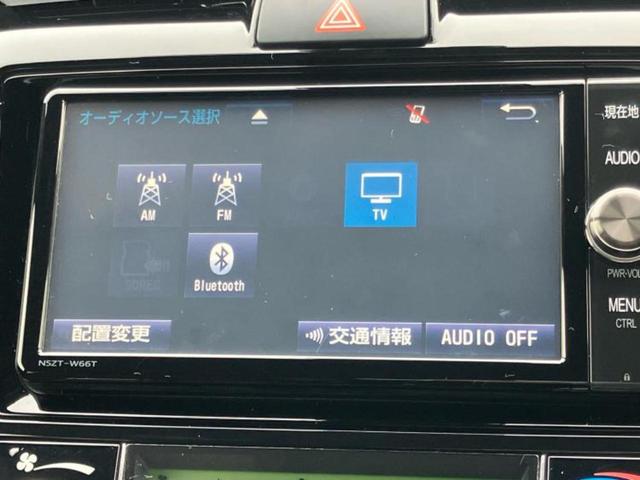 オーディオソース選択
現在地
AM
FM
TV
AUDIO
Bluetooth
PWR-VOL
MENU
CTRL
配置変更
交通情報
AUDIO OFF
NSZT-W66T